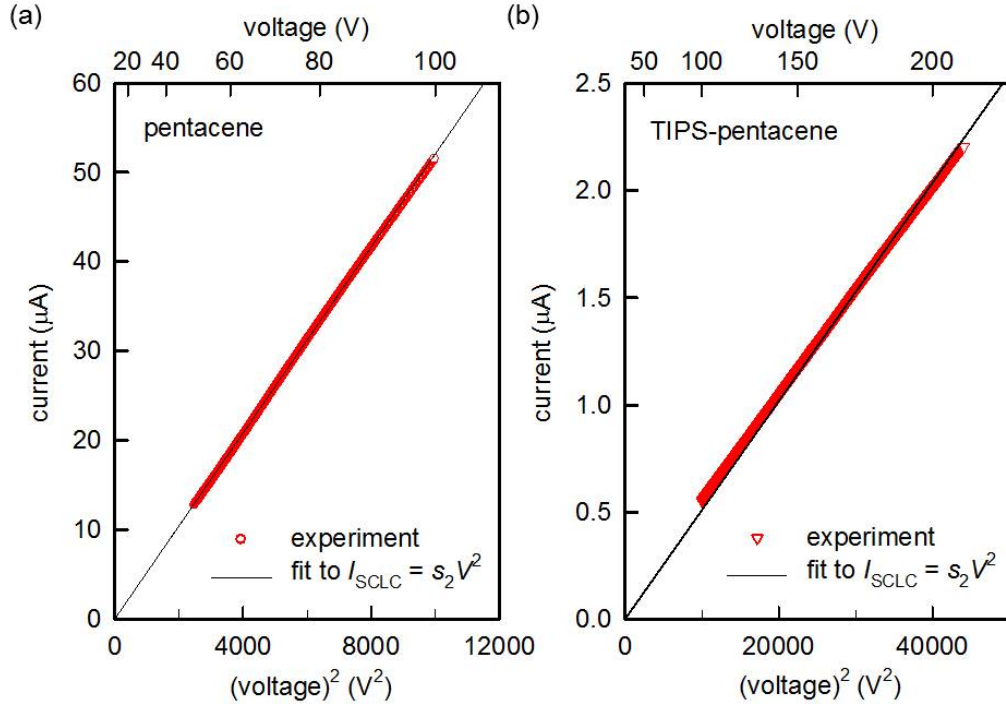 (a)
voltage (V)
20 40 60 80 100
60
50
40
30
20
10
0
current (µA)
pentacene
experiment
fit to I_SCLC = s_2V^2
0 4000 8000 12000
(voltage)^2 (V^2)
(b)
voltage (V)
50 100 150 200
2.5
2.0
1.5
1.0
0.5
0.0
current (µA)
TIPS-pentacene
experiment
fit to I_SCLC = s_2V^2
0 20000 40000
(voltage)^2 (V^2)